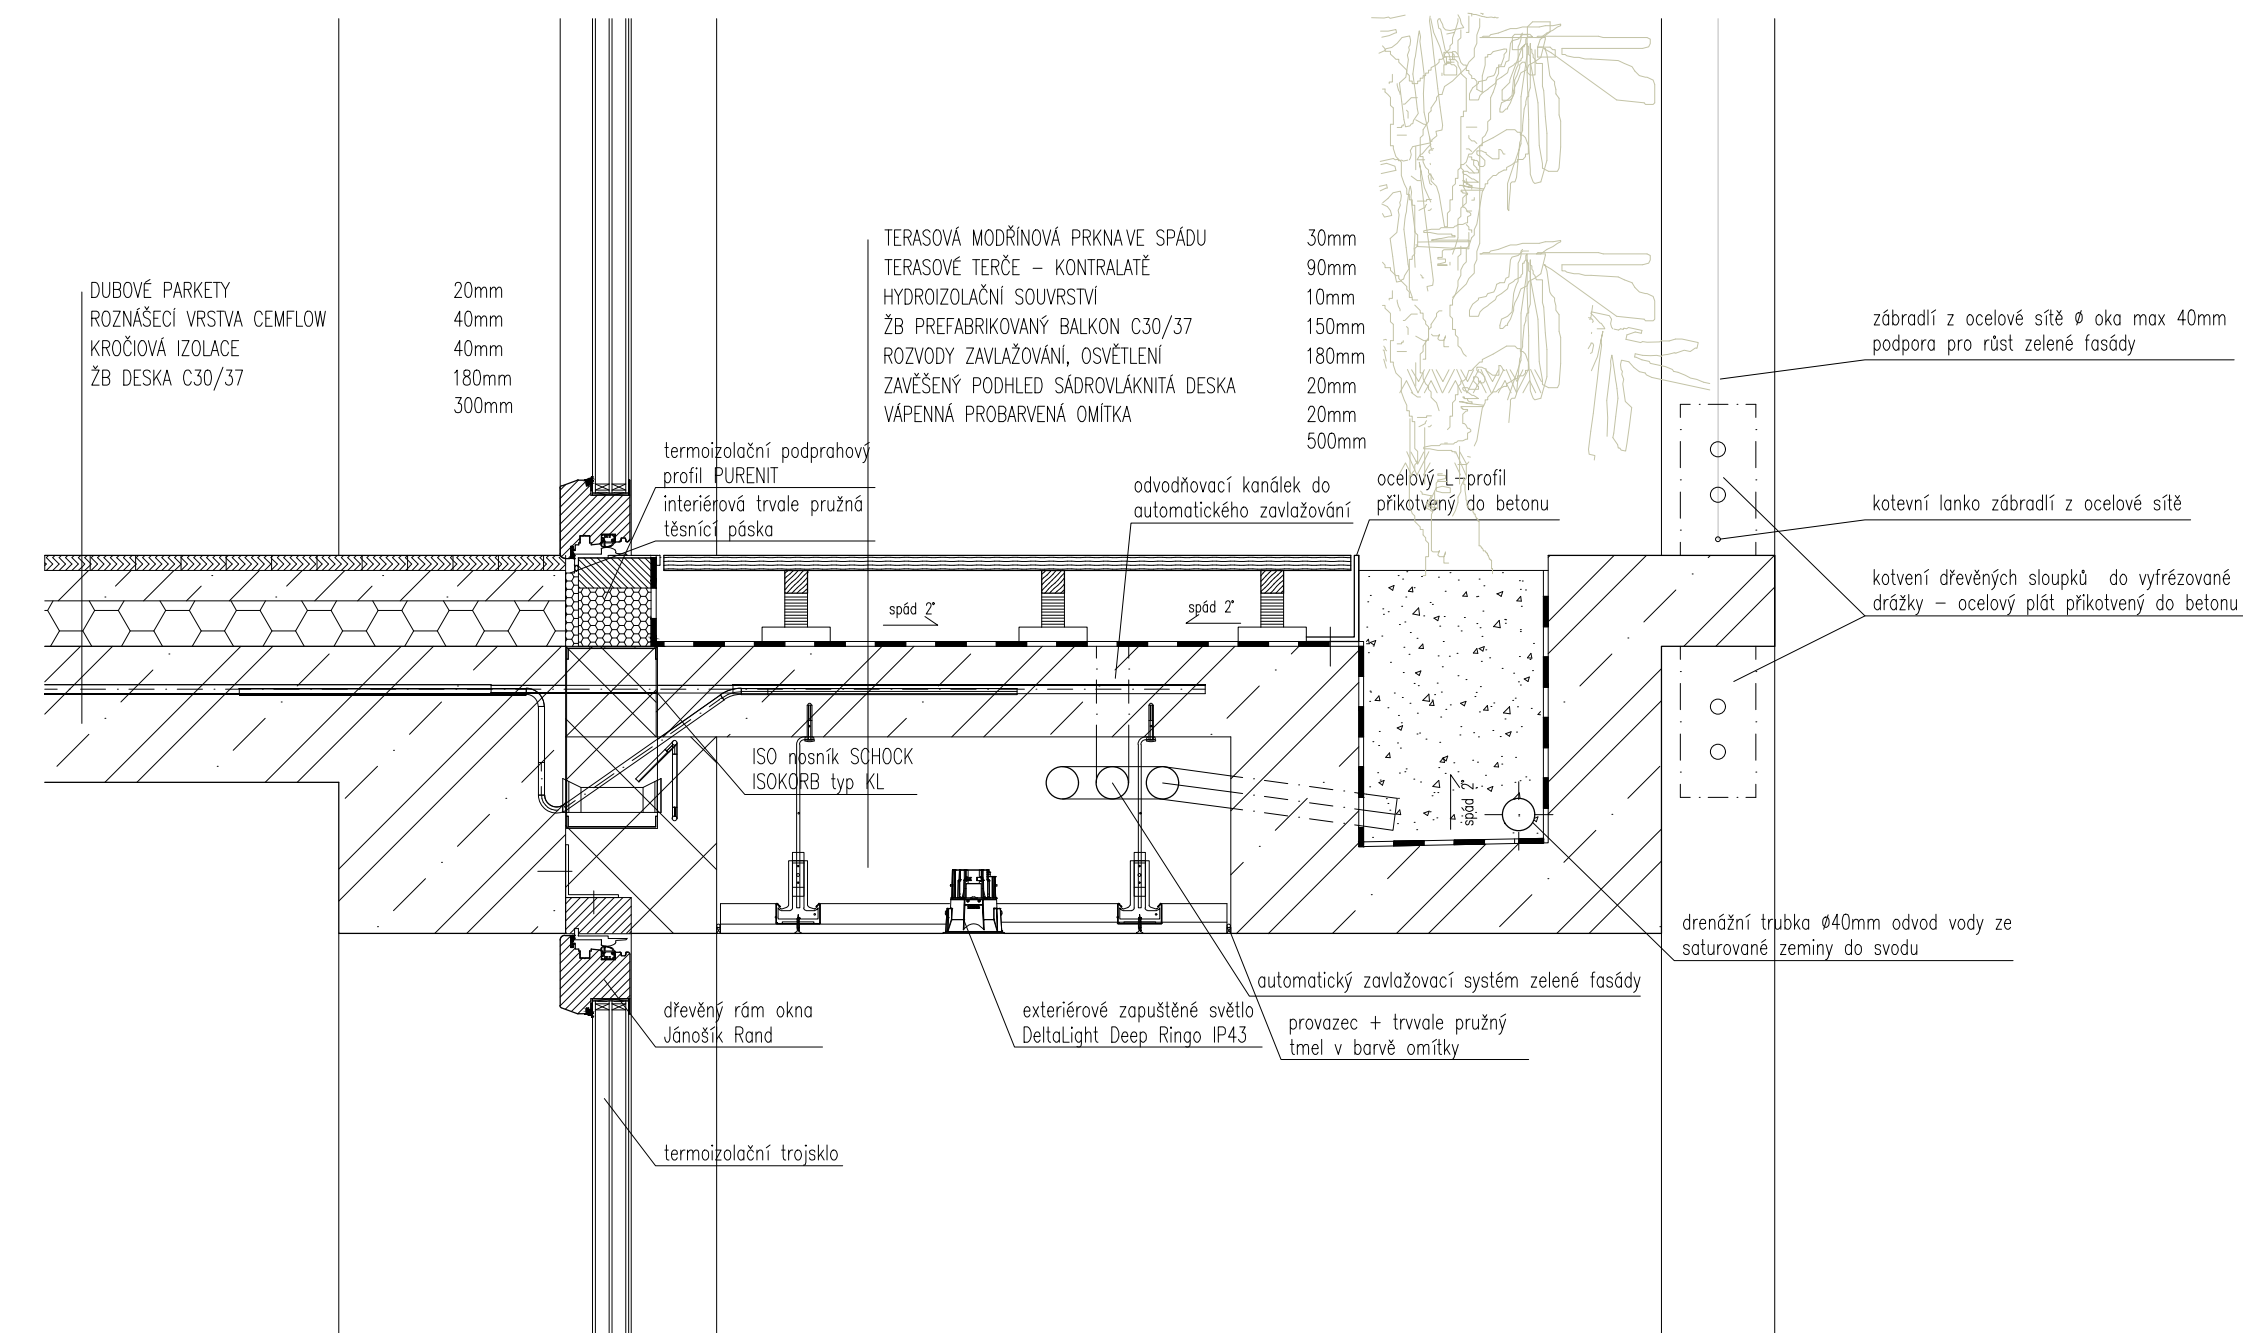 DUBOVÉ PARKETY 20mm
ROZNÁŠECÍ VRSTVA CEMFLOW 40mm
KROČIOVÁ IZOLACE 40mm
ŽB DESKA C30/37 180mm
300mm
TERASOVÁ MODŘÍNOVÁ PRKNA VE SPÁDU 30mm
TERASOVÉ TERČE – KONTRALATĚ 90mm
HYDROIZOLAČNÍ SOUVRSTVÍ 10mm
ŽB PREFABRIKOVANÝ BALKON C30/37 150mm
ROZVODY ZAVLAŽOVÁNÍ, OSVĚTLENÍ 180mm
ZAVĚŠENÝ PODHLED SÁDROVLÁKNITÁ DESKA 20mm
VÁPENNÁ PROBARVENÁ OMÍTKA 20mm
500mm
zábradlí z ocelové sítě Ø oka max 40mm
podpora pro růst zelené fasády
termoizolační podprahový
profil PURENIT
interiérová trvale pružná
těsnící páska
odvodňovací kanálek do
automatického zavlažování
ocelový L-profil
přikotvený do betonu
kotevní lanko zábradlí z ocelové sítě
kotvení dřevěných sloupků do vyfrézované
drážky – ocelový plát přikotvený do betonu
spád 2°
spád 2°
ISO nosník SCHOCK
ISOKORB typ KL
spád 2°
drenážní trubka Ø40mm odvod vody ze
saturované zeminy do svodu
automatický zavlažovací systém zelené fasády
dřevěný rám okna
Jánošík Rand
exteriérové zapuštěné světlo
DeltaLight Deep Ringo IP43
provazec + trvvale pružný
tmel v barvě omítky
termoizolační trojsklo